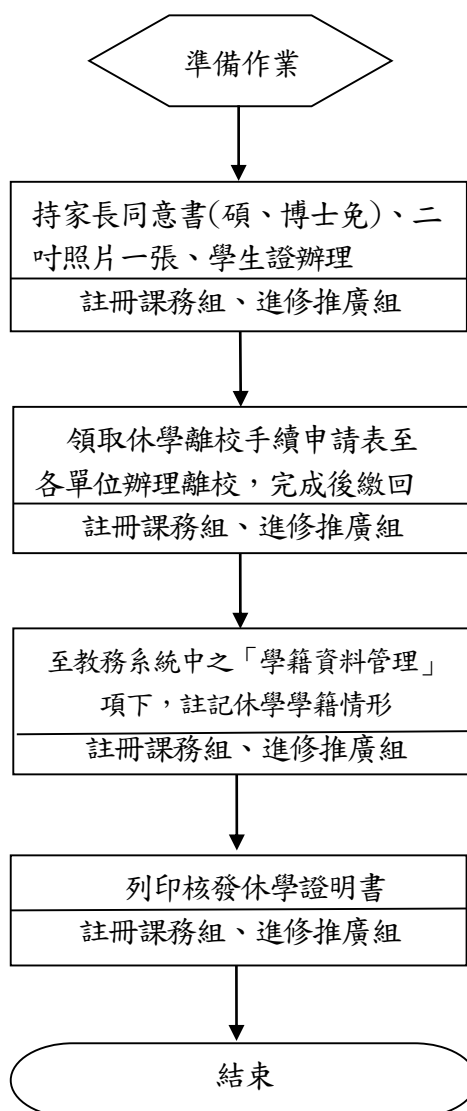 準備作業
持家長同意書(碩、博士免)、二
吋照片一張、學生證辦理
註冊課務組、進修推廣組
領取休學離校手續申請表至
各單位辦理離校，完成後繳回
註冊課務組、進修推廣組
至教務系統中之「學籍資料管理」
項下，註記休學學籍情形
註冊課務組、進修推廣組
列印核發休學證明書
註冊課務組、進修推廣組
結束